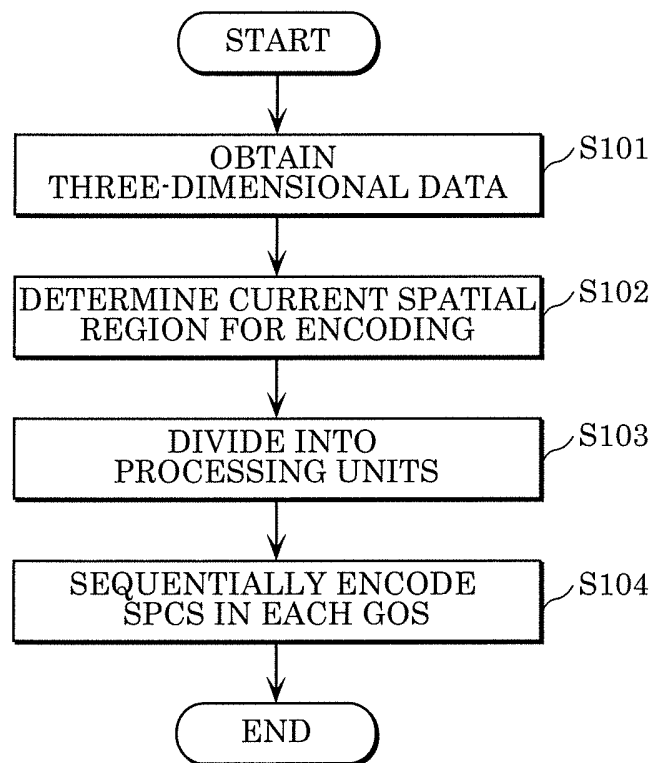 START
OBTAIN
THREE-DIMENSIONAL DATA
S101
DETERMINE CURRENT SPATIAL
REGION FOR ENCODING
S102
DIVIDE INTO
PROCESSING UNITS
S103
SEQUENTIALLY ENCODE
SPCS IN EACH GOS
S104
END